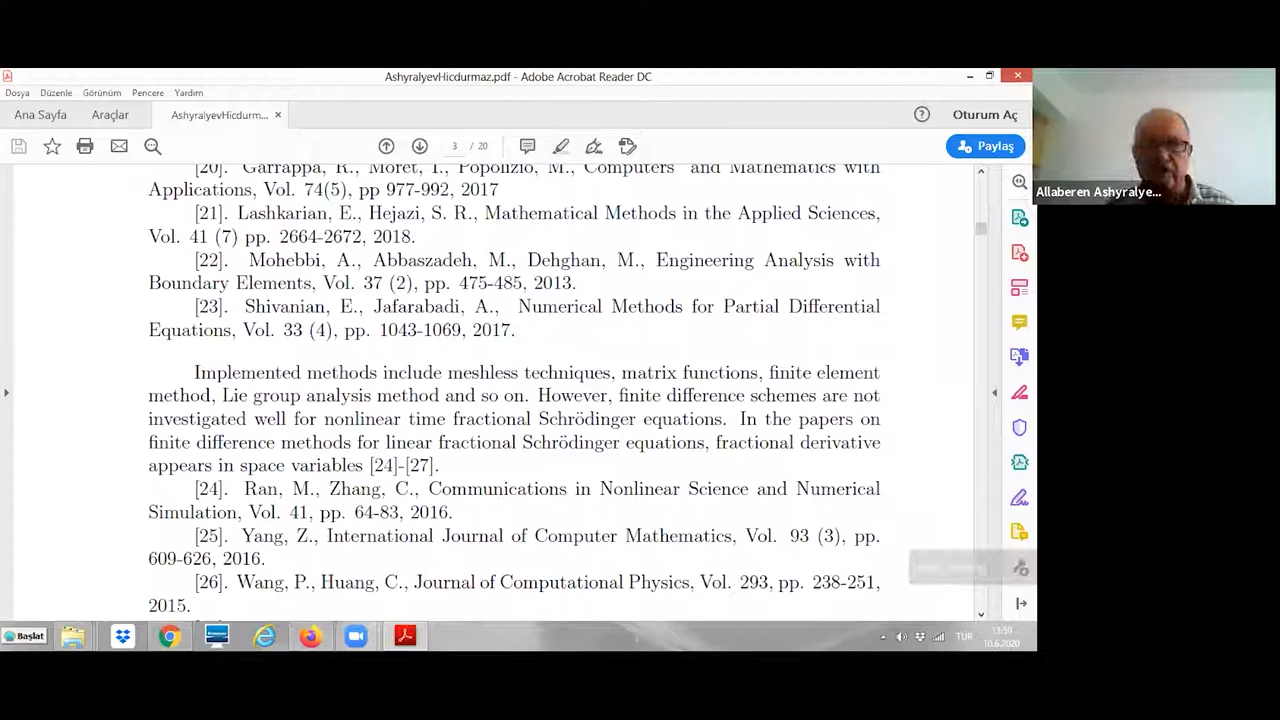 AshyralyevHicdurmaz.pdf - Adobe Acrobat Reader DC
Dosya Düzenle Görünüm Pencere Yardım
Ana Sayfa Araçlar AshyralyevHicdurm... × Oturum Aç
3 / 20 Paylaş
[20]. Garrappa, R., Moret, I., Popolizio, M., Computers and Mathematics with
Applications, Vol. 74(5), pp 977-992, 2017
[21]. Lashkarian, E., Hejazi, S. R., Mathematical Methods in the Applied Sciences,
Vol. 41 (7) pp. 2664-2672, 2018.
[22]. Mohebbi, A., Abbaszadeh, M., Dehghan, M., Engineering Analysis with
Boundary Elements, Vol. 37 (2), pp. 475-485, 2013.
[23]. Shivanian, E., Jafarabadi, A., Numerical Methods for Partial Differential
Equations, Vol. 33 (4), pp. 1043-1069, 2017.
Implemented methods include meshless techniques, matrix functions, finite element
method, Lie group analysis method and so on. However, finite difference schemes are not
investigated well for nonlinear time fractional Schrödinger equations. In the papers on
finite difference methods for linear fractional Schrödinger equations, fractional derivative
appears in space variables [24]-[27].
[24]. Ran, M., Zhang, C., Communications in Nonlinear Science and Numerical
Simulation, Vol. 41, pp. 64-83, 2016.
[25]. Yang, Z., International Journal of Computer Mathematics, Vol. 93 (3), pp.
609-626, 2016.
[26]. Wang, P., Huang, C., Journal of Computational Physics, Vol. 293, pp. 238-251,
2015.
Allaberen Ashyralye...
Başlat TUR 13:59
10.6.2020